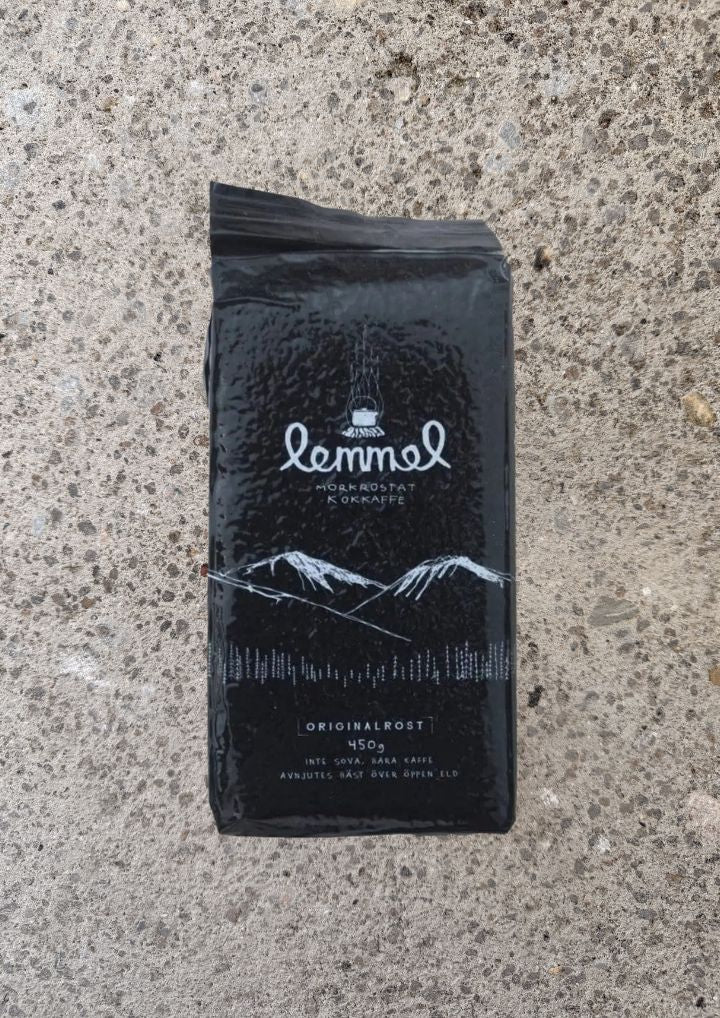 lemmel
MÖRKROSTAT
KOKKAFFE
ORIGINALROST
450g
INTE SOVA, BARA KAFFE
AVNJUTES BÄST ÖVER ÖPPEN ELD